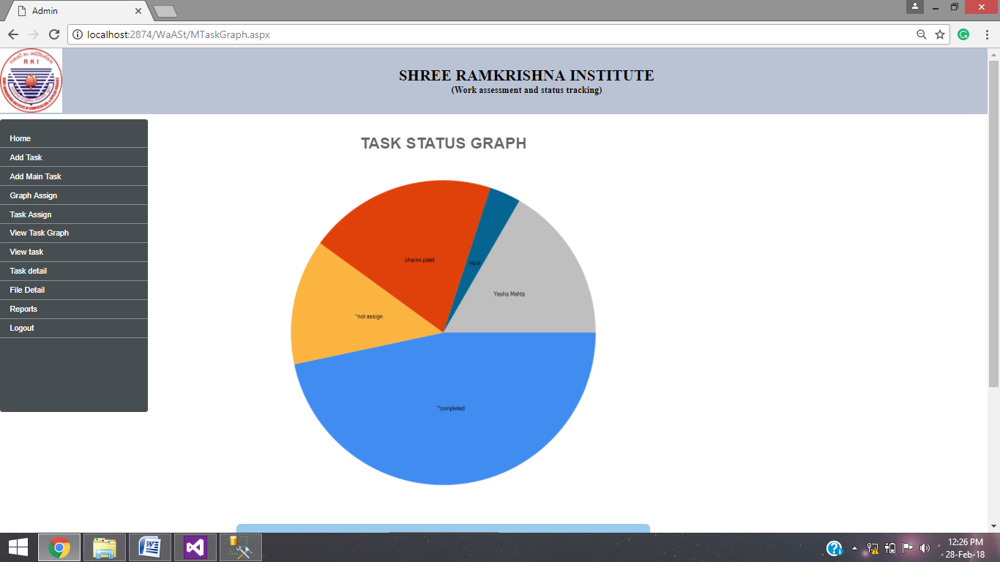 Admin
localhost:2874/WaASt/MTaskGraph.aspx
RKI
SHREE RAMKRISHNA INSTITUTE
(Work assessment and status tracking)
Home
Add Task
Add Main Task
Graph Assign
Task Assign
View Task Graph
View task
Task detail
File Detail
Reports
Logout
TASK STATUS GRAPH
charmi patel
vipul
Yesha Mehta
~not assign
~completed
12:26 PM
28-Feb-18